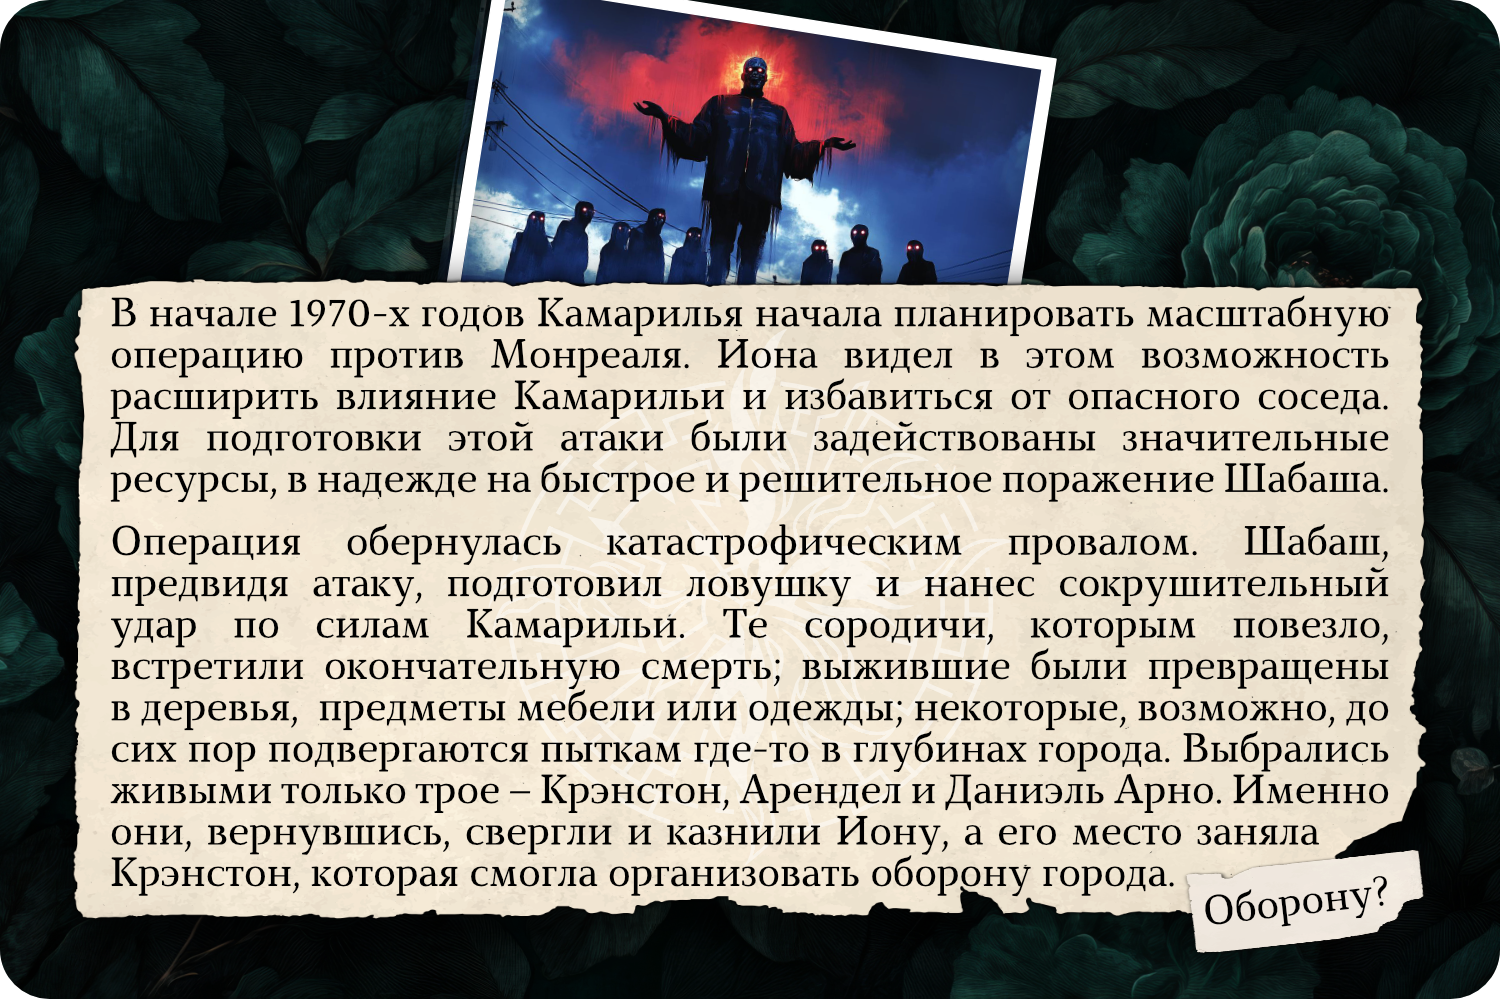 В начале 1970-х годов Камарилья начала планировать масштабную
операцию против Монреаля. Иона видел в этом возможность
расширить влияние Камарильи и избавиться от опасного соседа.
Для подготовки этой атаки были задействованы значительные
ресурсы, в надежде на быстрое и решительное поражение Шабаша.
Операция обернулась катастрофическим провалом. Шабаш,
предвидя атаку, подготовил ловушку и нанес сокрушительный
удар по силам Камарильи. Те сородичи, которым повезло,
встретили окончательную смерть; выжившие были превращены
в деревья, предметы мебели или одежды; некоторые, возможно, до
сих пор подвергаются пыткам где-то в глубинах города. Выбрались
живыми только трое – Крэнстон, Арендел и Даниэль Арно. Именно
они, вернувшись, свергли и казнили Иону, а его место заняла
Крэнстон, которая смогла организовать оборону города.
Оборону?